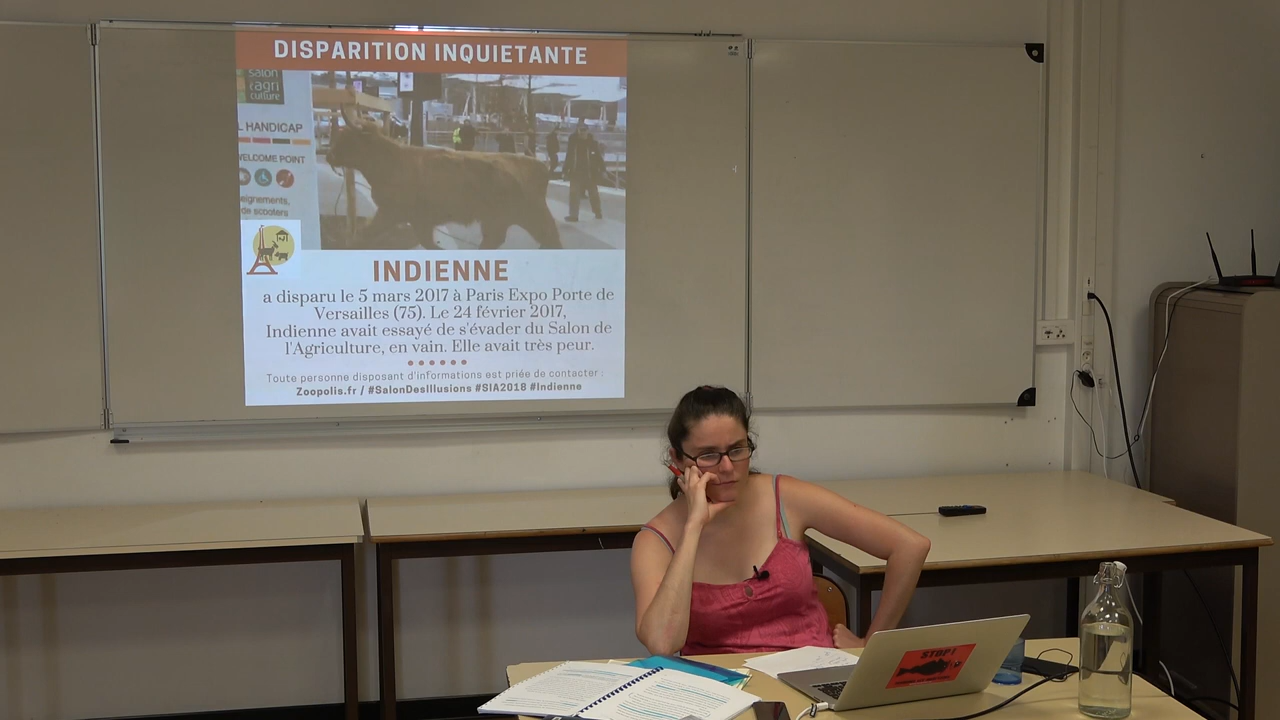 DISPARITION INQUIETANTE
salon
agri
culture
L HANDICAP
WELCOME POINT
eignements,
de scooters
INDIENNE
a disparu le 5 mars 2017 à Paris Expo Porte de
Versailles (75). Le 24 février 2017,
Indienne avait essayé de s'évader du Salon de
l'Agriculture, en vain. Elle avait très peur.
Toute personne disposant d'informations est priée de contacter :
Zoopolis.fr / #SalonDesIllusions #SIA2018 #Indienne
STOP!